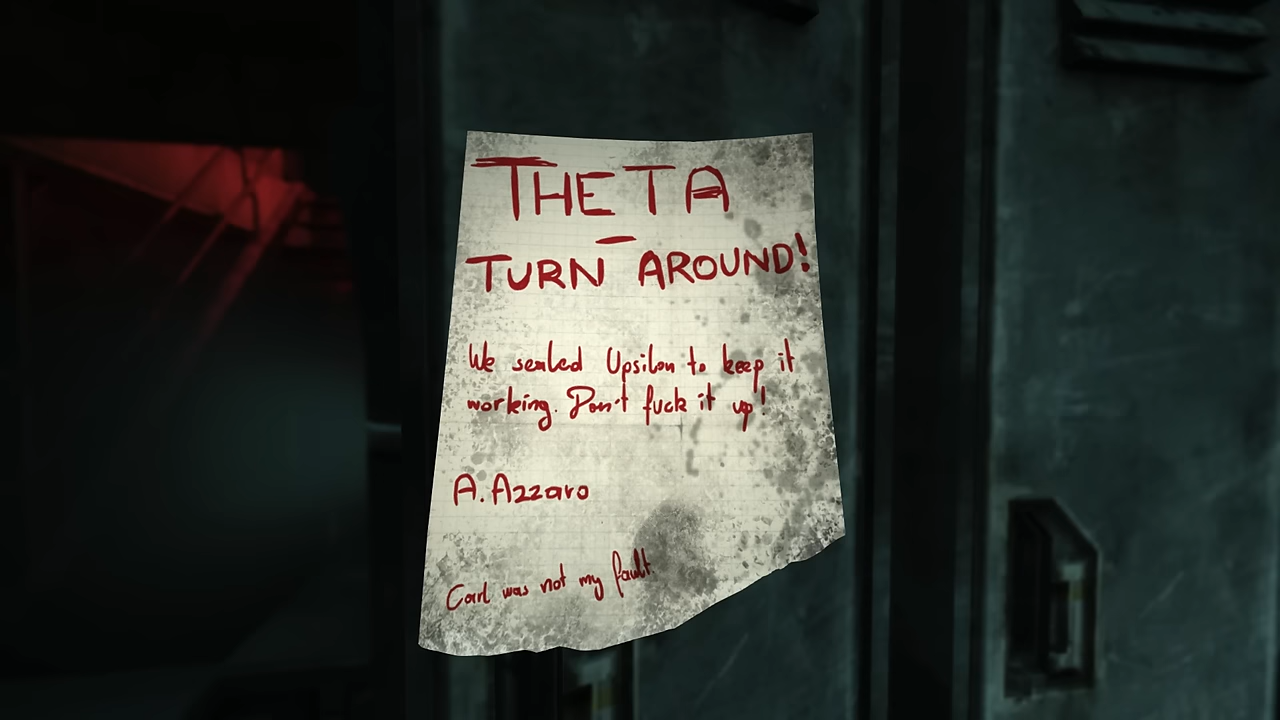 THETA
–
TURN AROUND!
We sealed Upsilon to keep it
working. Don't fuck it up!
A. Azzaro
Carl was not my fault.